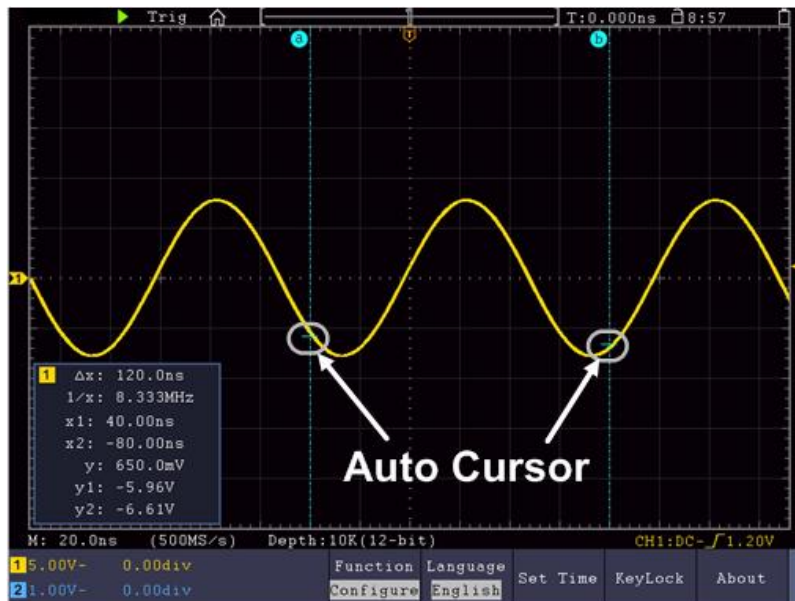 Trig T:0.000ns 8:57
a b
T
1
1 Δx: 120.0ns
1/x: 8.333MHz
x1: 40.00ns
x2: -80.00ns
y: 650.0mV
y1: -5.96V
y2: -6.61V
Auto Cursor
M: 20.0ns (500MS/s) Depth:10K(12-bit) CH1:DC- 1.20V
1 5.00V- 0.00div
2 1.00V- 0.00div
Function Language Set Time KeyLock About
Configure English